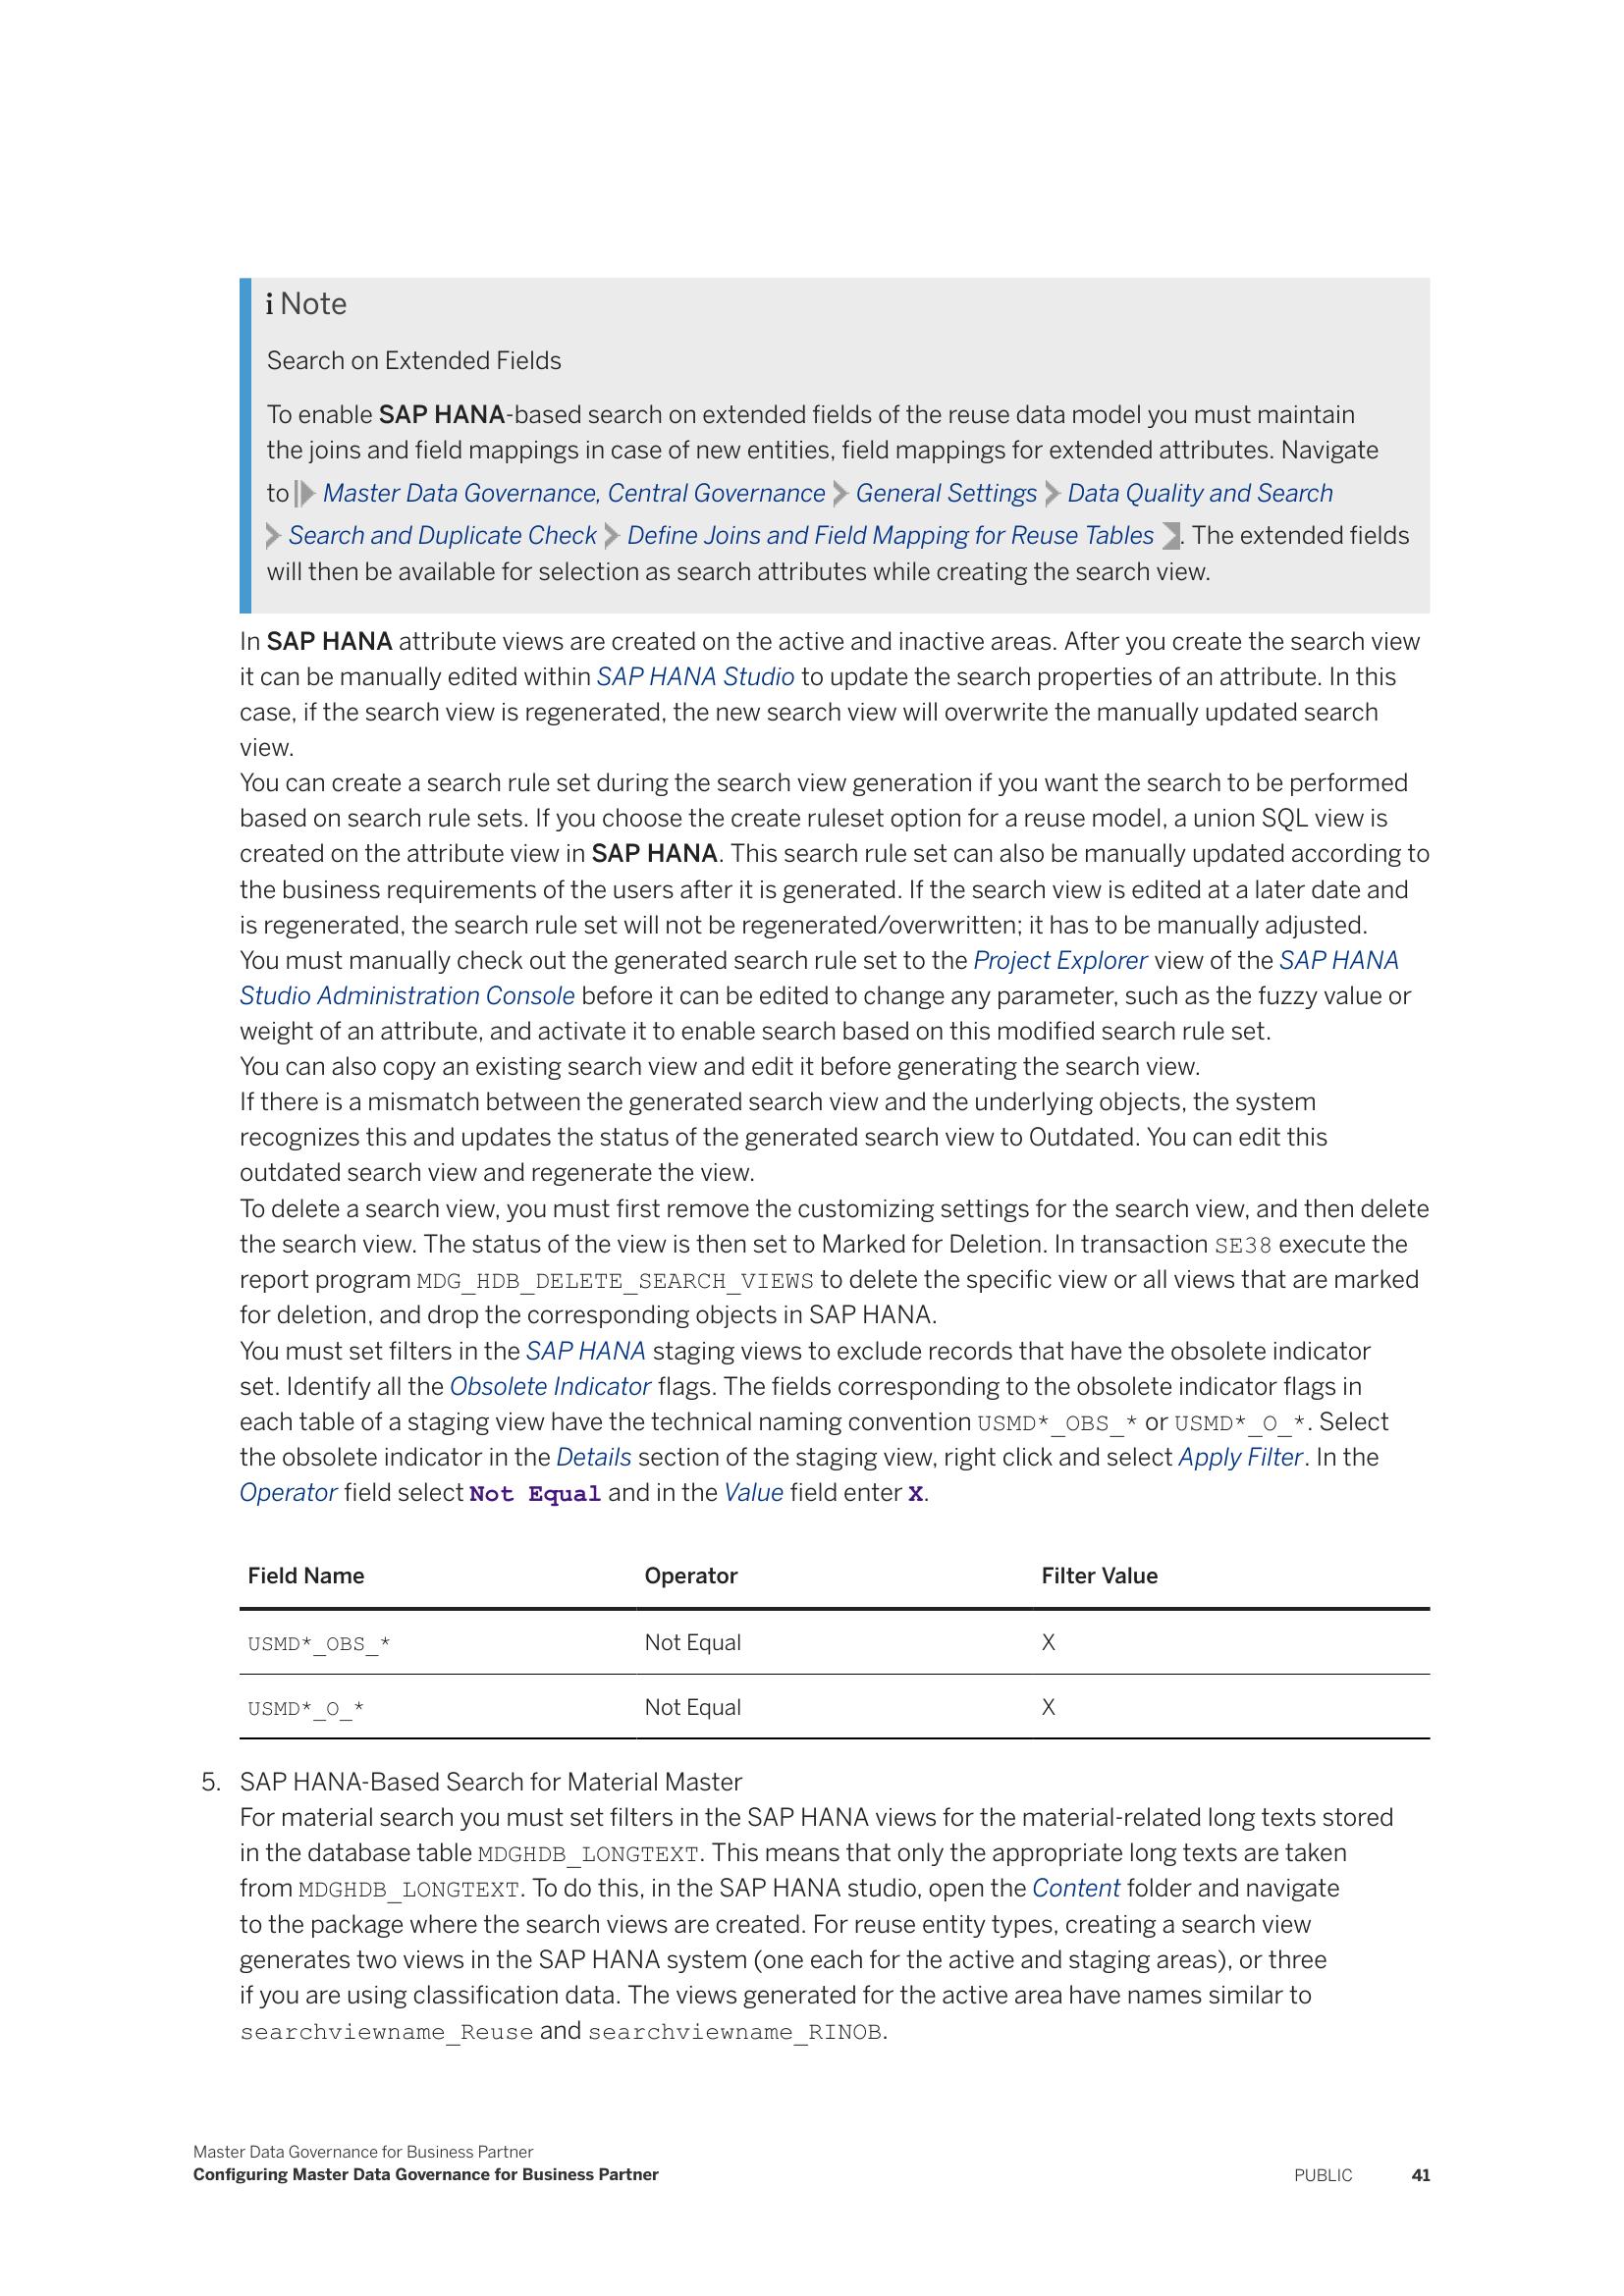 i Note
Search on Extended Fields
To enable SAP HANA-based search on extended fields of the reuse data model you must maintain
the joins and field mappings in case of new entities, field mappings for extended attributes. Navigate
to Master Data Governance, Central Governance General Settings Data Quality and Search
Search and Duplicate Check Define Joins and Field Mapping for Reuse Tables . The extended fields
will then be available for selection as search attributes while creating the search view.
In SAP HANA attribute views are created on the active and inactive areas. After you create the search view
it can be manually edited within SAP HANA Studio to update the search properties of an attribute. In this
case, if the search view is regenerated, the new search view will overwrite the manually updated search
view.
You can create a search rule set during the search view generation if you want the search to be performed
based on search rule sets. If you choose the create ruleset option for a reuse model, a union SQL view is
created on the attribute view in SAP HANA. This search rule set can also be manually updated according to
the business requirements of the users after it is generated. If the search view is edited at a later date and
is regenerated, the search rule set will not be regenerated/overwritten; it has to be manually adjusted.
You must manually check out the generated search rule set to the Project Explorer view of the SAP HANA
Studio Administration Console before it can be edited to change any parameter, such as the fuzzy value or
weight of an attribute, and activate it to enable search based on this modified search rule set.
You can also copy an existing search view and edit it before generating the search view.
If there is a mismatch between the generated search view and the underlying objects, the system
recognizes this and updates the status of the generated search view to Outdated. You can edit this
outdated search view and regenerate the view.
To delete a search view, you must first remove the customizing settings for the search view, and then delete
the search view. The status of the view is then set to Marked for Deletion. In transaction SE38 execute the
report program MDG_HDB_DELETE_SEARCH_VIEWS to delete the specific view or all views that are marked
for deletion, and drop the corresponding objects in SAP HANA.
You must set filters in the SAP HANA staging views to exclude records that have the obsolete indicator
set. Identify all the Obsolete Indicator flags. The fields corresponding to the obsolete indicator flags in
each table of a staging view have the technical naming convention USMD*_OBS_* or USMD*_O_*. Select
the obsolete indicator in the Details section of the staging view, right click and select Apply Filter. In the
Operator field select Not Equal and in the Value field enter X.
Field Name Operator Filter Value
USMD*_OBS_* Not Equal X
USMD*_O_* Not Equal X
5. SAP HANA-Based Search for Material Master
For material search you must set filters in the SAP HANA views for the material-related long texts stored
in the database table MDGHDB_LONGTEXT. This means that only the appropriate long texts are taken
from MDGHDB_LONGTEXT. To do this, in the SAP HANA studio, open the Content folder and navigate
to the package where the search views are created. For reuse entity types, creating a search view
generates two views in the SAP HANA system (one each for the active and staging areas), or three
if you are using classification data. The views generated for the active area have names similar to
searchviewname_Reuse and searchviewname_RINOB.
Master Data Governance for Business Partner
Configuring Master Data Governance for Business Partner PUBLIC 41